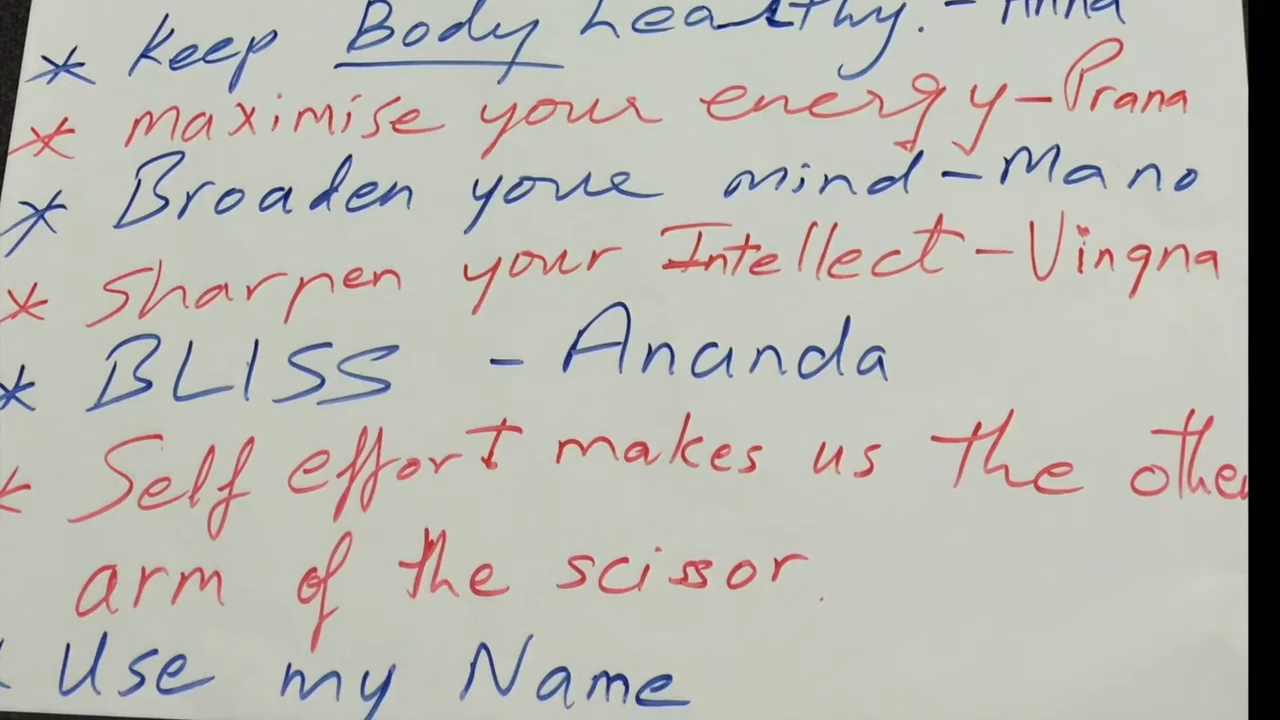 * Keep Body healthy. - Anna
* maximise your energy - Prana
* Broaden your mind - Mano
* Sharpen your Intellect - Vingna
* BLISS - Ananda
* Self effort makes us the other
arm of the scissor.
* Use my Name